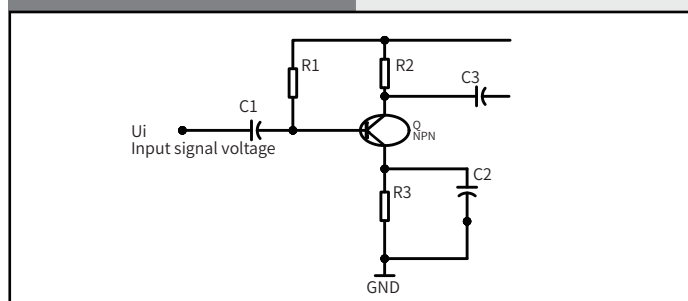 R1
R2
C3
C1
Q
NPN
Ui
Input signal voltage
C2
R3
GND